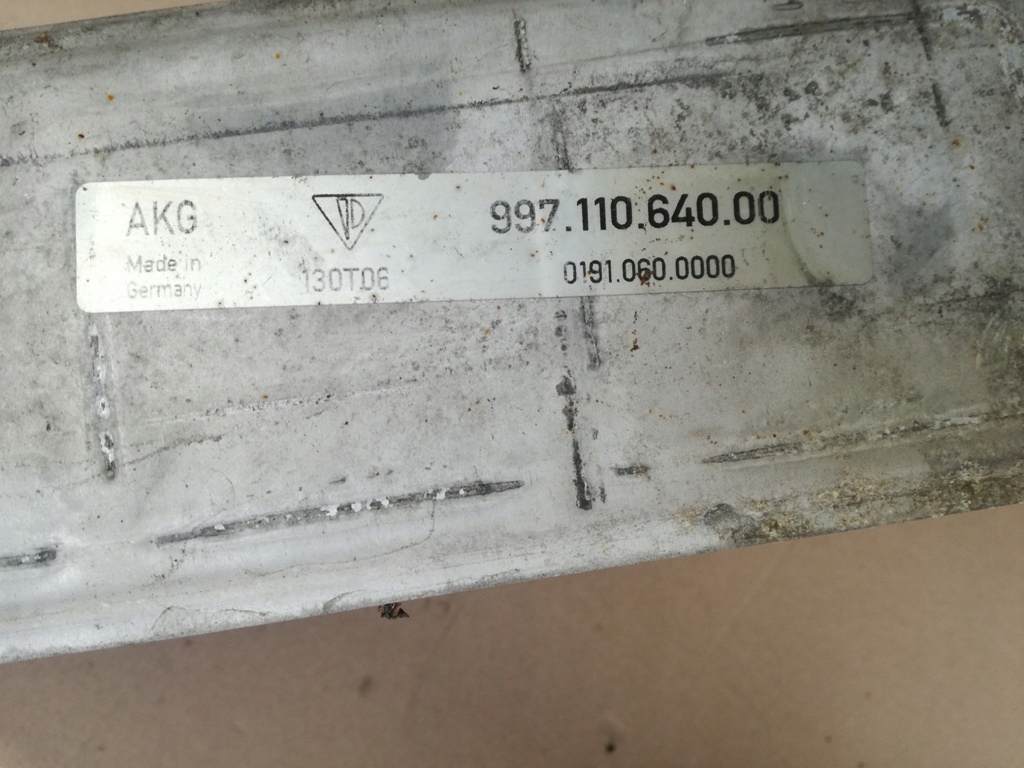 AKG
997.110.640.00
Made in
Germany
130T06
0191.060.0000